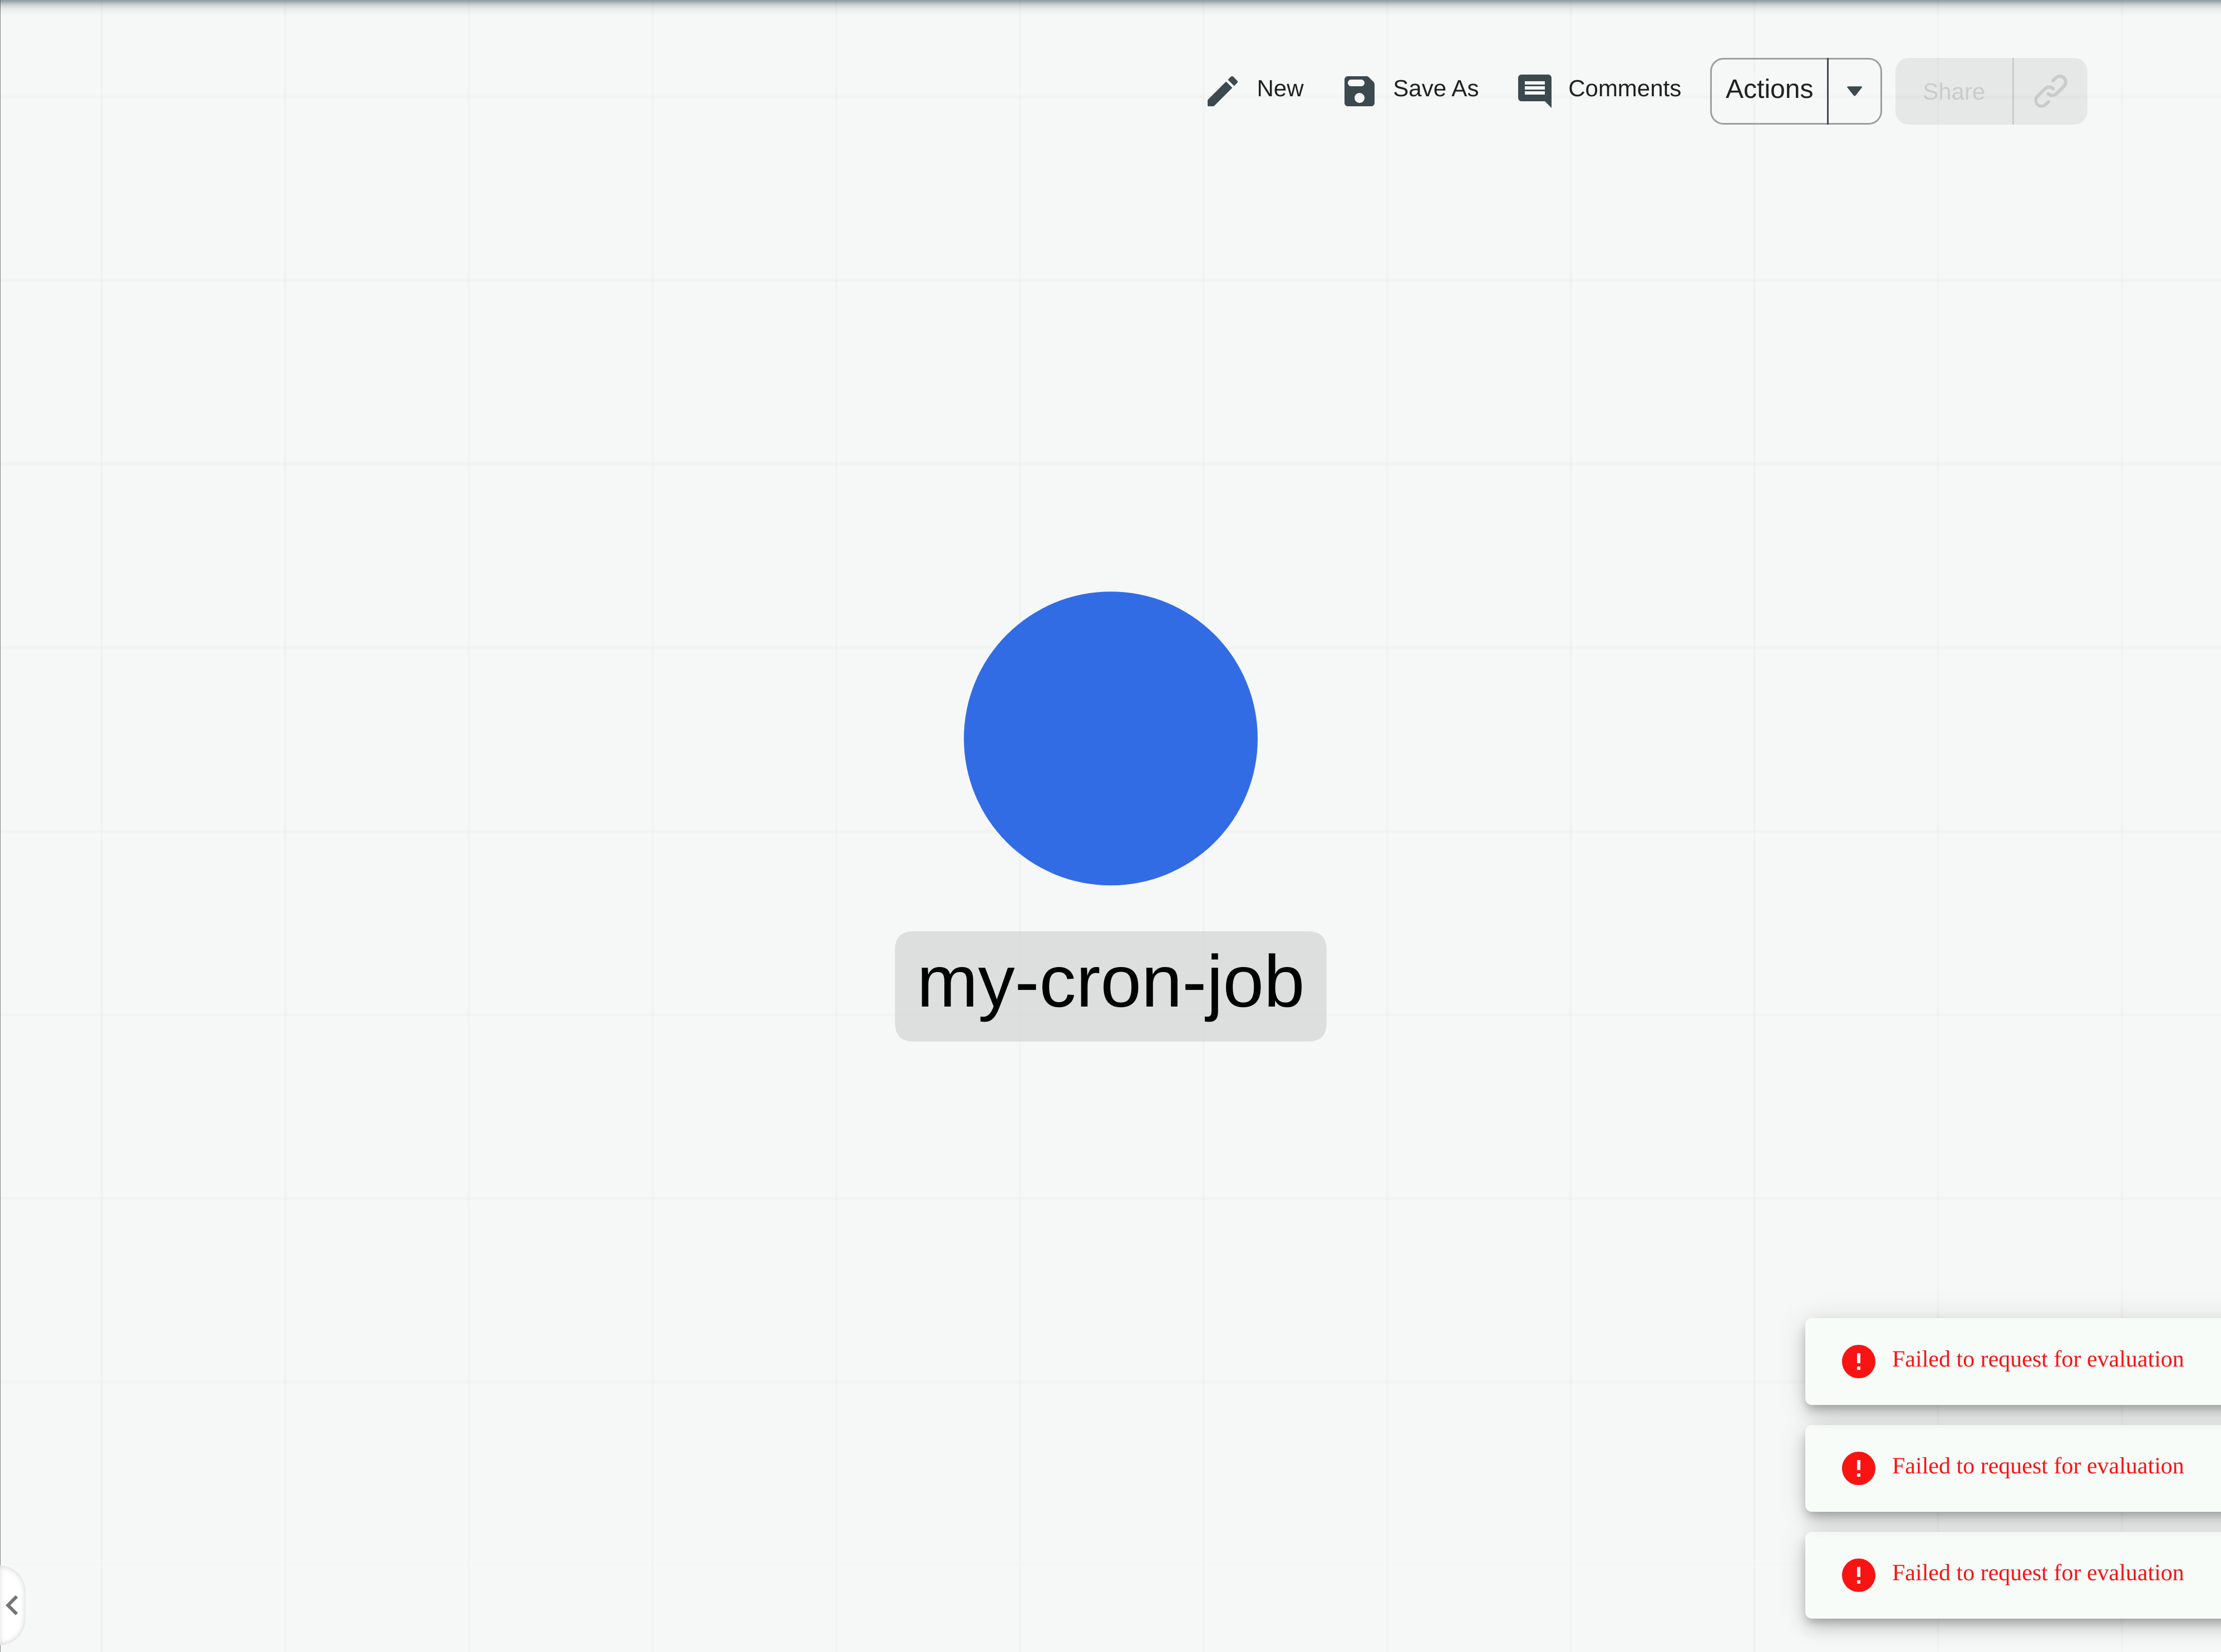 New
Save As
Comments
Actions
Share
my-cron-job
Failed to request for evaluation
Failed to request for evaluation
Failed to request for evaluation